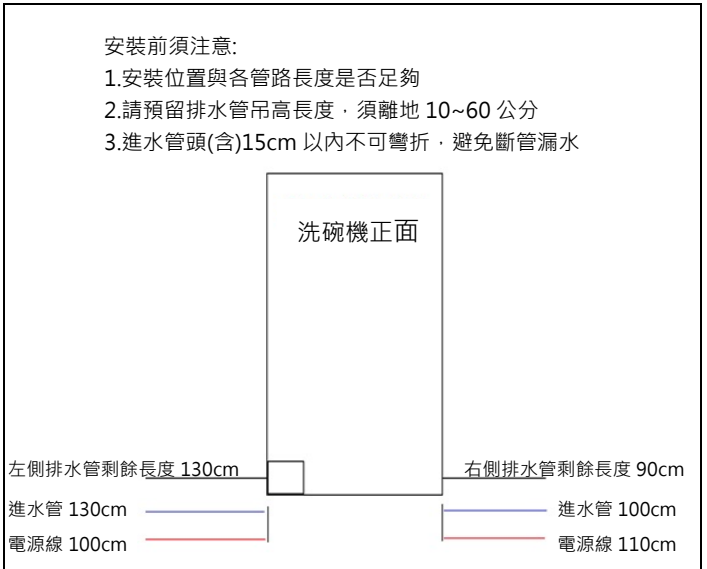 安裝前須注意:
1.安裝位置與各管路長度是否足夠
2.請預留排水管吊高長度，須離地 10~60 公分
3.進水管頭(含)15cm 以內不可彎折，避免斷管漏水
洗碗機正面
左側排水管剩餘長度 130cm
右側排水管剩餘長度 90cm
進水管 130cm
進水管 100cm
電源線 100cm
電源線 110cm